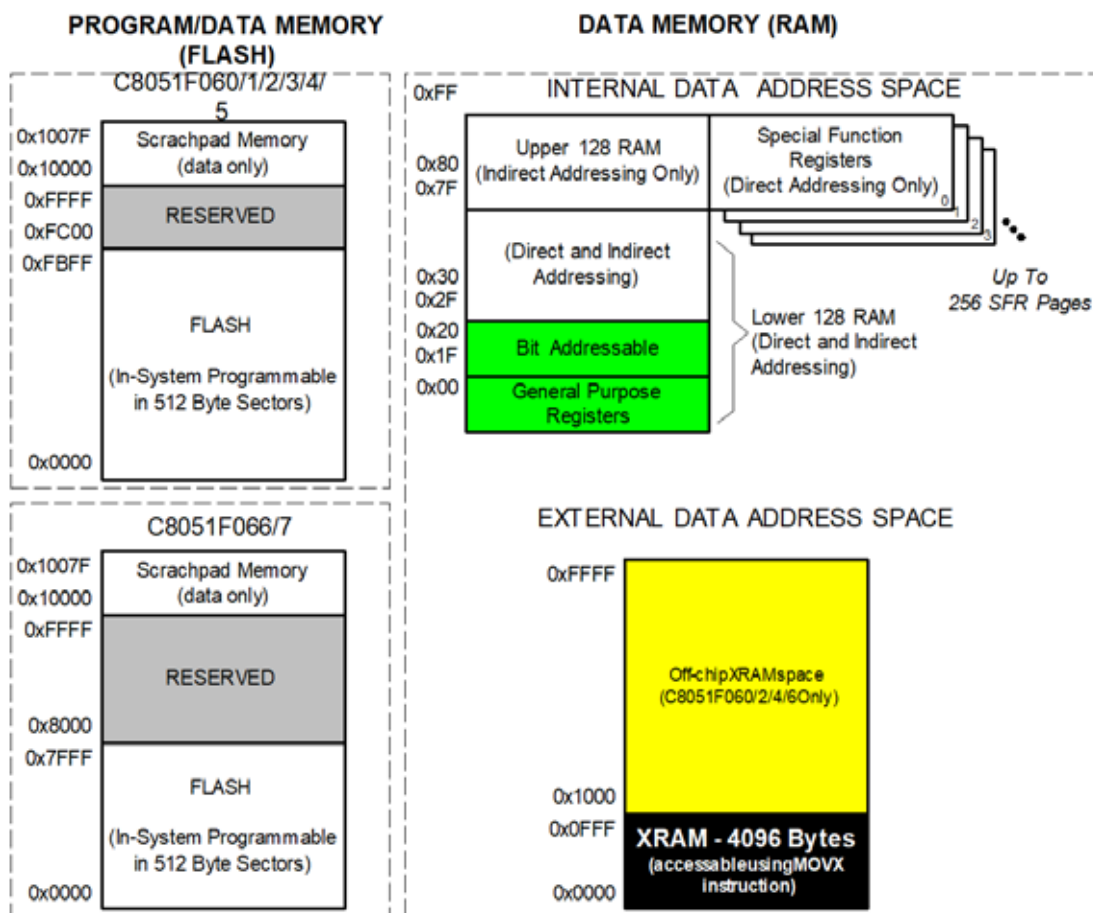 PROGRAM/DATA MEMORY
(FLASH)
C8051F060/1/2/3/4/
5
0x1007F
0x10000
0xFFFF
0xFC00
0xFBFF
0x0000
Scrachpad Memory
(data only)
RESERVED
FLASH
(In-System Programmable
in 512 Byte Sectors)
C8051F066/7
0x1007F
0x10000
0xFFFF
0x8000
0x7FFF
0x0000
Scrachpad Memory
(data only)
RESERVED
FLASH
(In-System Programmable
in 512 Byte Sectors)
DATA MEMORY (RAM)
INTERNAL DATA ADDRESS SPACE
0xFF
0x80
0x7F
0x30
0x2F
0x20
0x1F
0x00
Upper 128 RAM
(Indirect Addressing Only)
Special Function
Registers
(Direct Addressing Only)
0
1
2
3
Up To
256 SFR Pages
(Direct and Indirect
Addressing)
Bit Addressable
General Purpose
Registers
Lower 128 RAM
(Direct and Indirect
Addressing)
EXTERNAL DATA ADDRESS SPACE
0xFFFF
0x1000
0x0FFF
0x0000
Off-chipXRAMspace
(C8051F060/2/4/6Only)
XRAM - 4096 Bytes
(accessableusingMOVX
instruction)